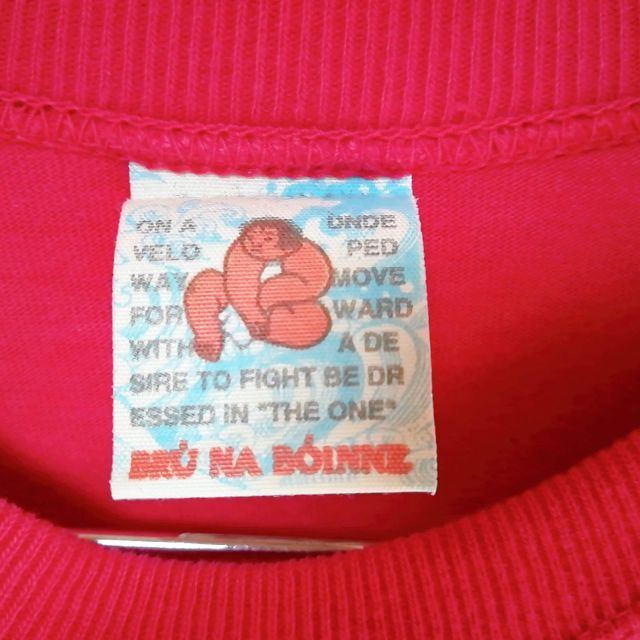 ON A UNDE
VELO PED
WAY MOVE
FOR WARD
WITH A DE
SIRE TO FIGHT BE DR
ESSED IN "THE ONE"
BRÚ NA BÓINNE